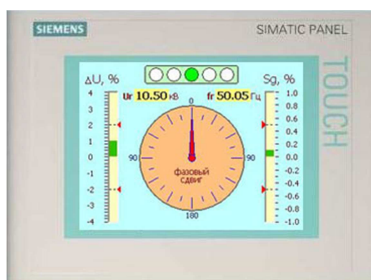 SIEMENS
SIMATIC PANEL
TOUCH
ΔU, %
Sg, %
Ur 10.50 кВ
fr 50.05 Гц
4
3
2
1
0
-1
-2
-3
-4
0
90
90
180
фазовый
сдвиг
1.0
0.8
0.6
0.4
0.2
0.0
-0.2
-0.4
-0.6
-0.8
-1.0